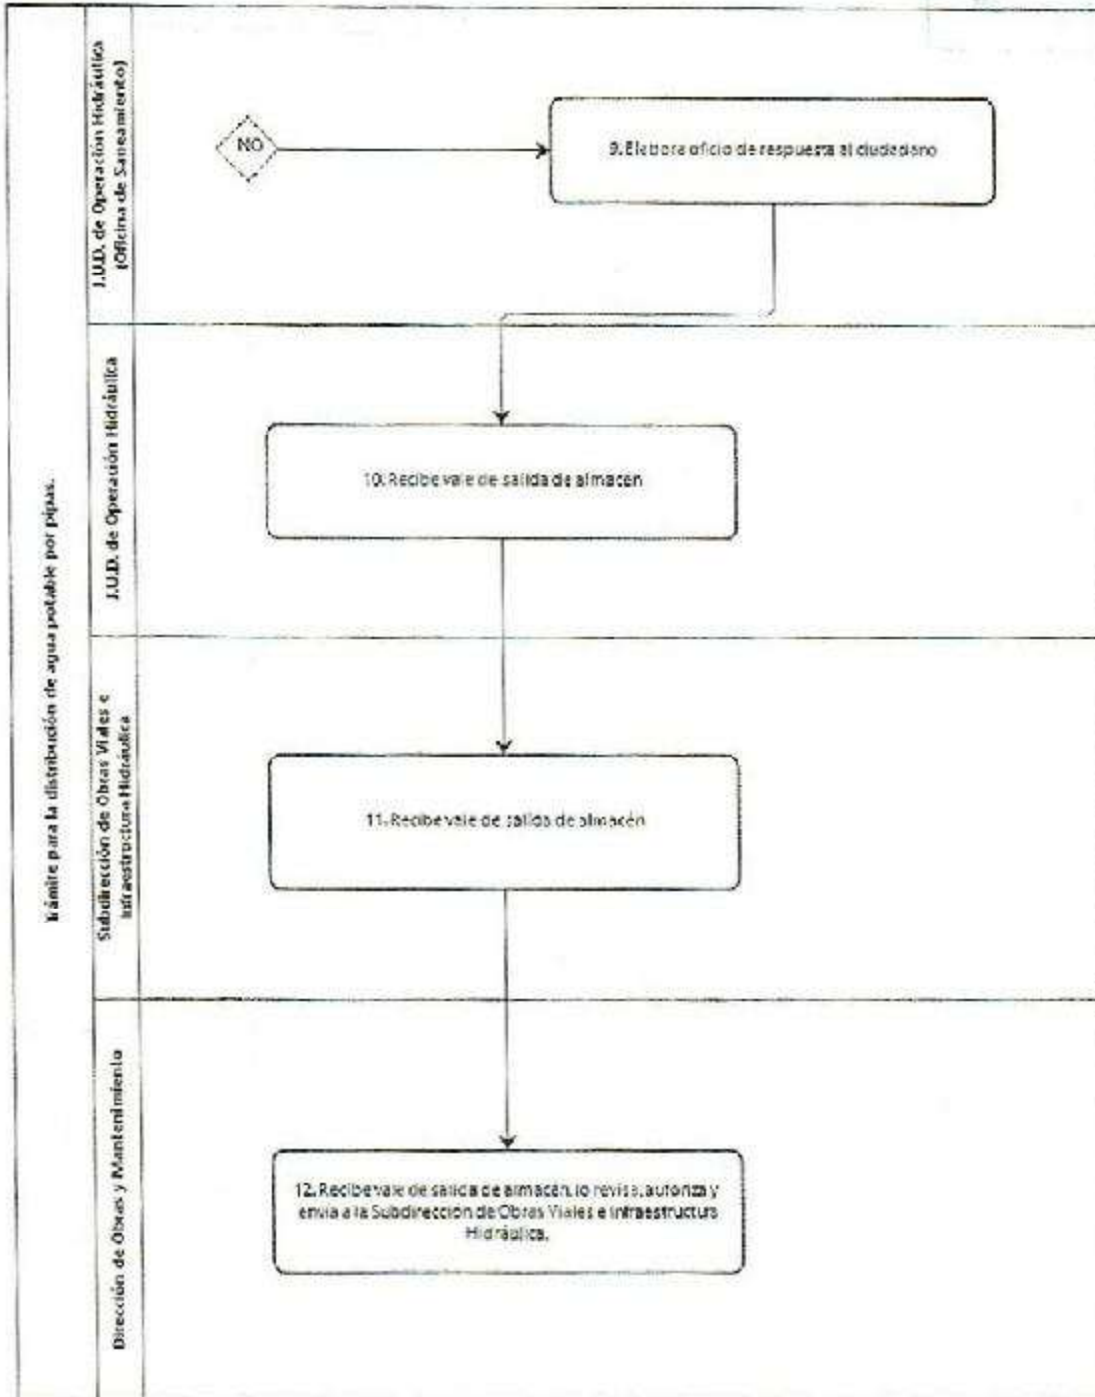 Trámite para la distribución de agua potable por pipas.
J.U.D. de Operación Hidráulica
(Oficina de Saneamiento)
NO
9. Elabora oficio de respuesta al ciudadano
J.U.D. de Operación Hidráulica
10. Recibe vale de salida de almacén
Subdirección de Obras Viales e
Infraestructura Hidráulica
11. Recibe vale de salida de almacén
Dirección de Obras y Mantenimiento
12. Recibe vale de salida de almacén, lo revisa, autoriza y
envía a la Subdirección de Obras Viales e Infraestructura
Hidráulica.